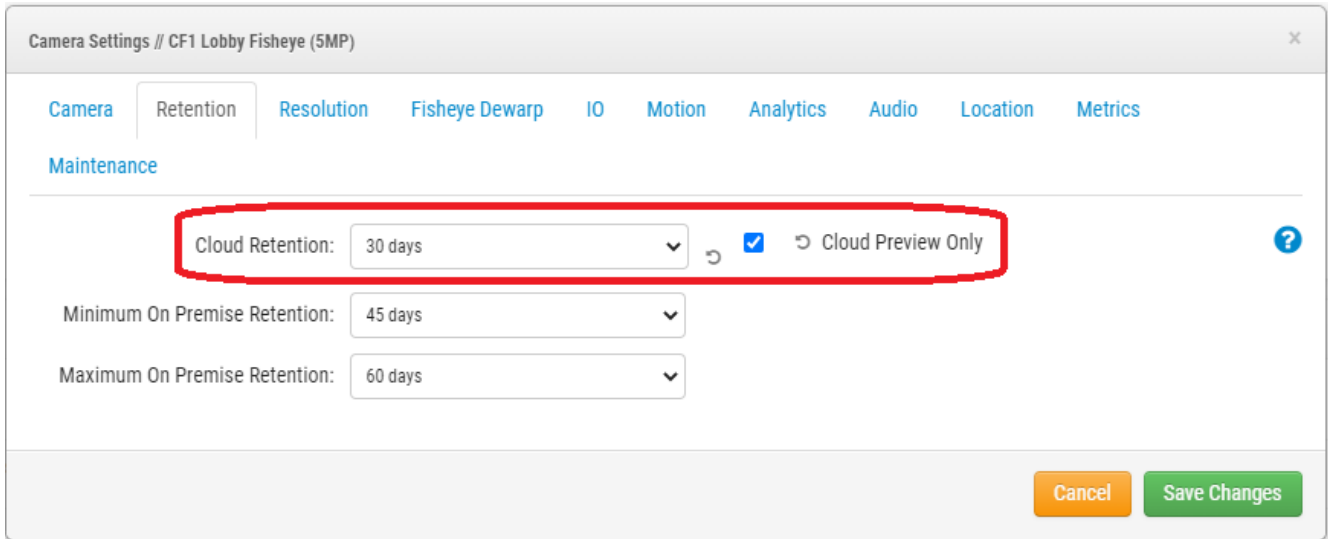 Camera Settings // CF1 Lobby Fisheye (5MP) ×
Camera Retention Resolution Fisheye Dewarp IO Motion Analytics Audio Location Metrics
Maintenance
Cloud Retention: 30 days Cloud Preview Only ?
Minimum On Premise Retention: 45 days
Maximum On Premise Retention: 60 days
Cancel Save Changes